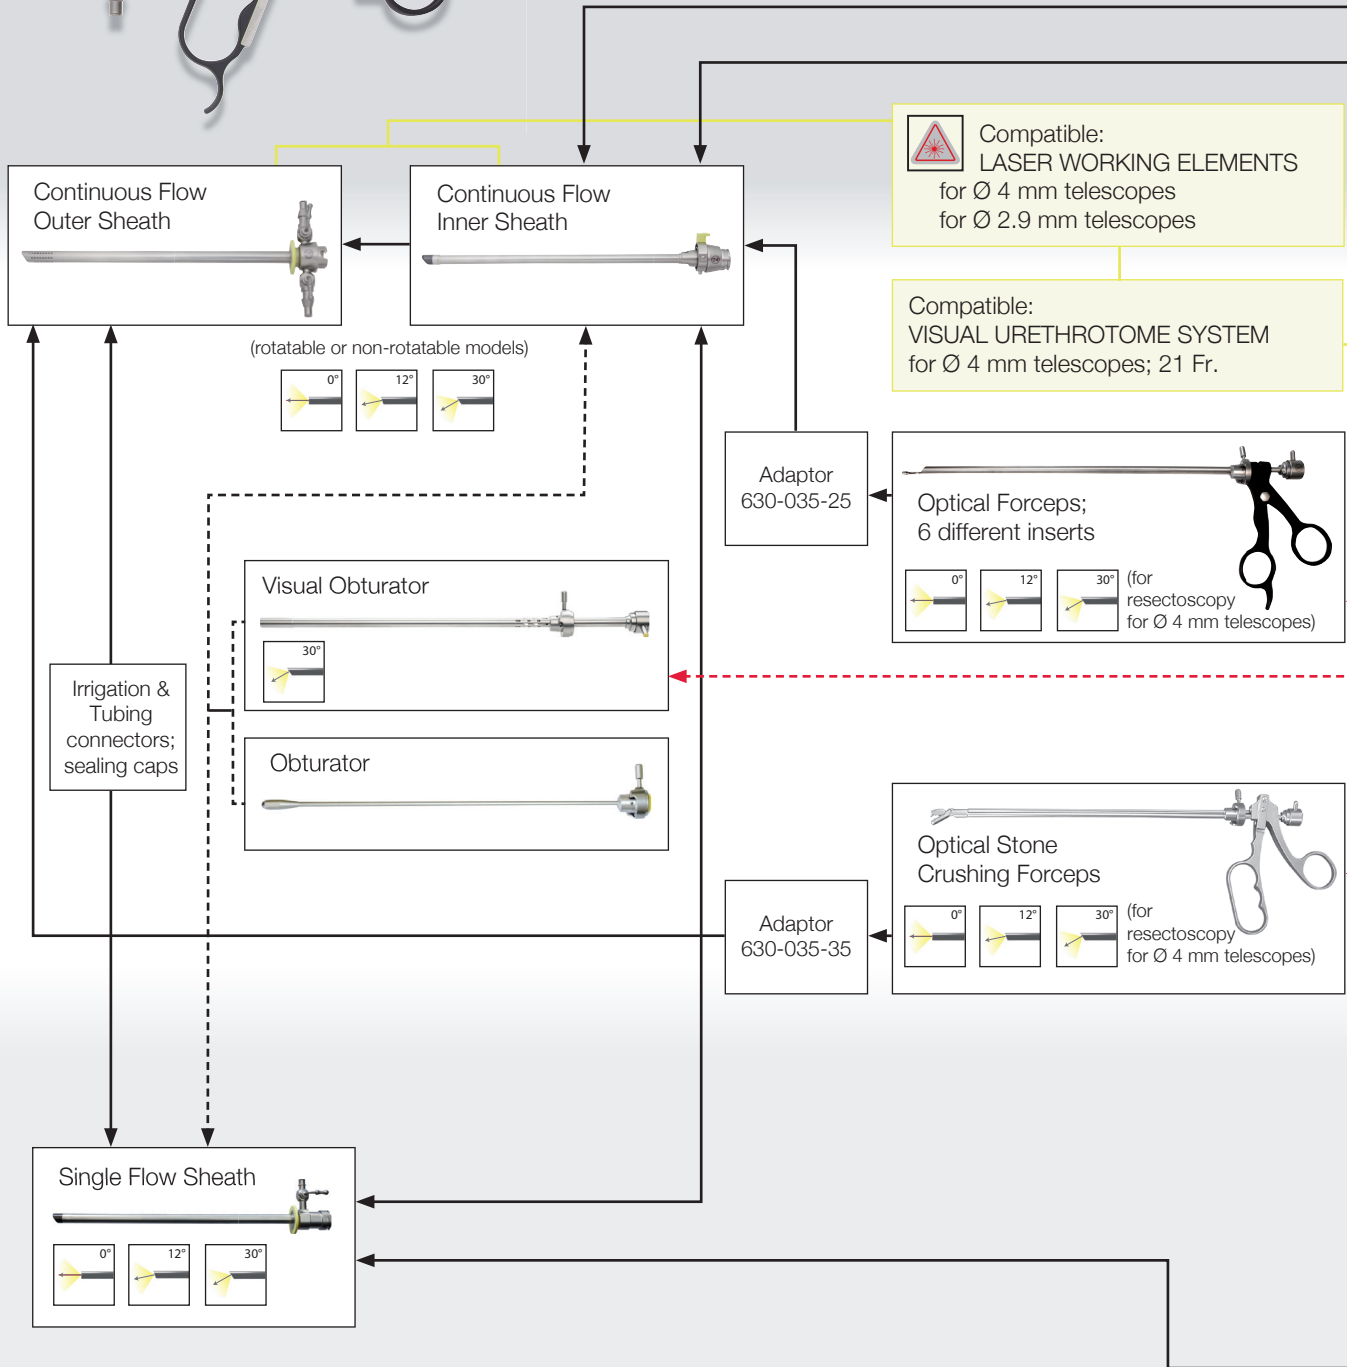 Compatible:
LASER WORKING ELEMENTS
for Ø 4 mm telescopes
for Ø 2.9 mm telescopes
Continuous Flow
Outer Sheath
Continuous Flow
Inner Sheath
Compatible:
VISUAL URETHROTOME SYSTEM
for Ø 4 mm telescopes; 21 Fr.
(rotatable or non-rotatable models)
0°
12°
30°
Adaptor
630-035-25
Optical Forceps;
6 different inserts
0°
12°
30°
(for
resectoscopy
for Ø 4 mm telescopes)
Visual Obturator
30°
Irrigation &
Tubing
connectors;
sealing caps
Obturator
Optical Stone
Crushing Forceps
0°
12°
30°
(for
resectoscopy
for Ø 4 mm telescopes)
Adaptor
630-035-35
Single Flow Sheath
0°
12°
30°